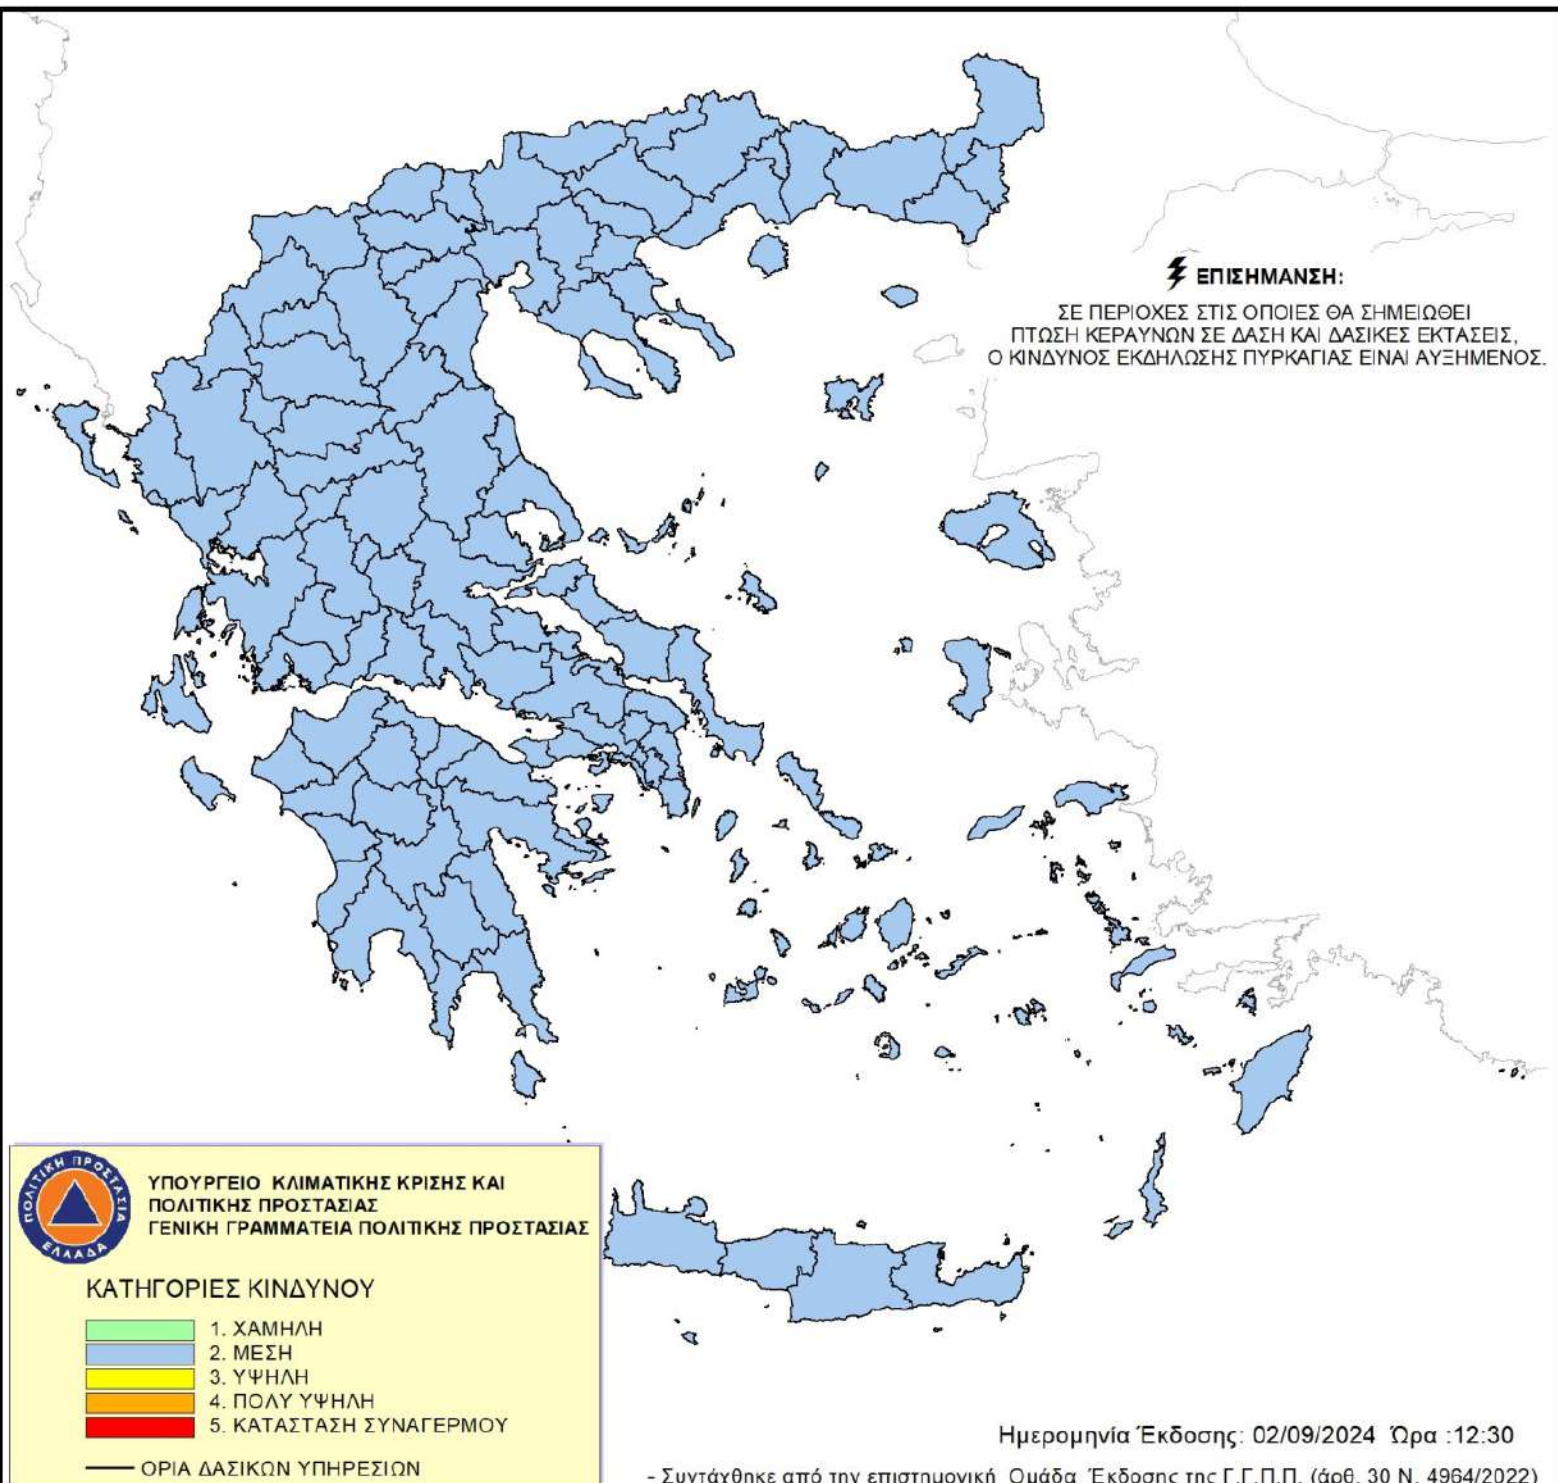 ΕΠΙΣΗΜΑΝΣΗ:
ΣΕ ΠΕΡΙΟΧΕΣ ΣΤΙΣ ΟΠΟΙΕΣ ΘΑ ΣΗΜΕΙΩΘΕΙ
ΠΤΩΣΗ ΚΕΡΑΥΝΩΝ ΣΕ ΔΑΣΗ ΚΑΙ ΔΑΣΙΚΕΣ ΕΚΤΑΣΕΙΣ,
Ο ΚΙΝΔΥΝΟΣ ΕΚΔΗΛΩΣΗΣ ΠΥΡΚΑΓΙΑΣ ΕΙΝΑΙ ΑΥΞΗΜΕΝΟΣ.
ΠΟΛΙΤΙΚΗ ΠΡΟΣΤΑΣΙΑ
ΕΛΛΑΔΑ
ΥΠΟΥΡΓΕΙΟ ΚΛΙΜΑΤΙΚΗΣ ΚΡΙΣΗΣ ΚΑΙ
ΠΟΛΙΤΙΚΗΣ ΠΡΟΣΤΑΣΙΑΣ
ΓΕΝΙΚΗ ΓΡΑΜΜΑΤΕΙΑ ΠΟΛΙΤΙΚΗΣ ΠΡΟΣΤΑΣΙΑΣ
ΚΑΤΗΓΟΡΙΕΣ ΚΙΝΔΥΝΟΥ
1. ΧΑΜΗΛΗ
2. ΜΕΣΗ
3. ΥΨΗΛΗ
4. ΠΟΛΥ ΥΨΗΛΗ
5. ΚΑΤΑΣΤΑΣΗ ΣΥΝΑΓΕΡΜΟΥ
ΟΡΙΑ ΔΑΣΙΚΩΝ ΥΠΗΡΕΣΙΩΝ
Ημερομηνία Έκδοσης: 02/09/2024 Ώρα :12:30
- Συντάχθηκε από την επιστημονική Ομάδα Έκδοσης της Γ.Γ.Π.Π. (άρθ. 30 Ν. 4964/2022)